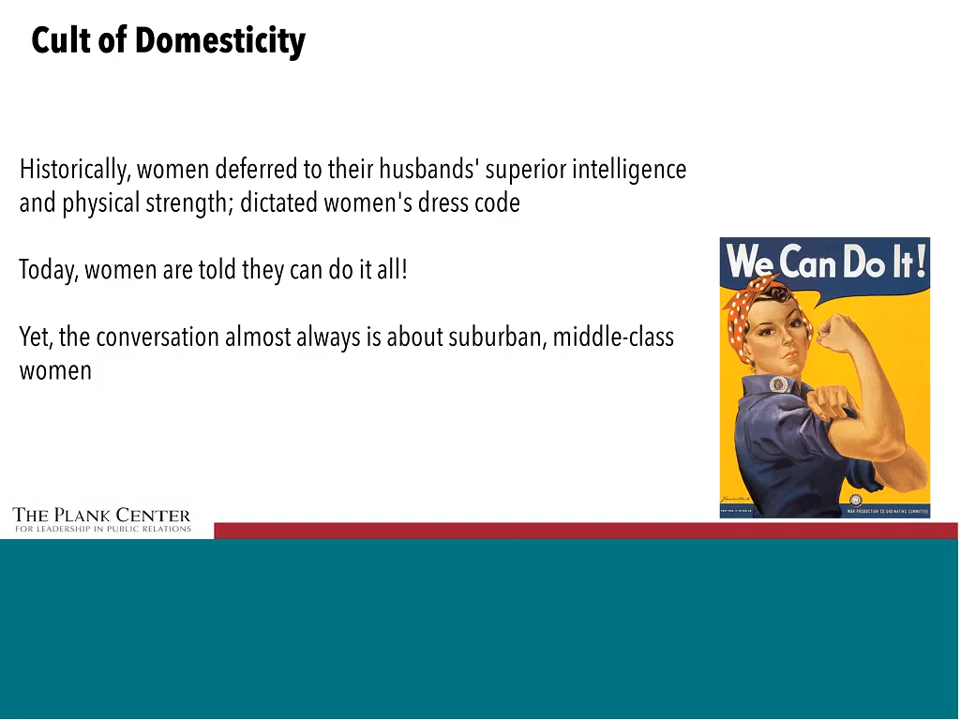 Cult of Domesticity
Historically, women deferred to their husbands' superior intelligence
and physical strength; dictated women's dress code
Today, women are told they can do it all!
Yet, the conversation almost always is about suburban, middle-class
women
We Can Do It!
WAR PRODUCTION CO-ORDINATING COMMITTEE
THE PLANK CENTER
FOR LEADERSHIP IN PUBLIC RELATIONS